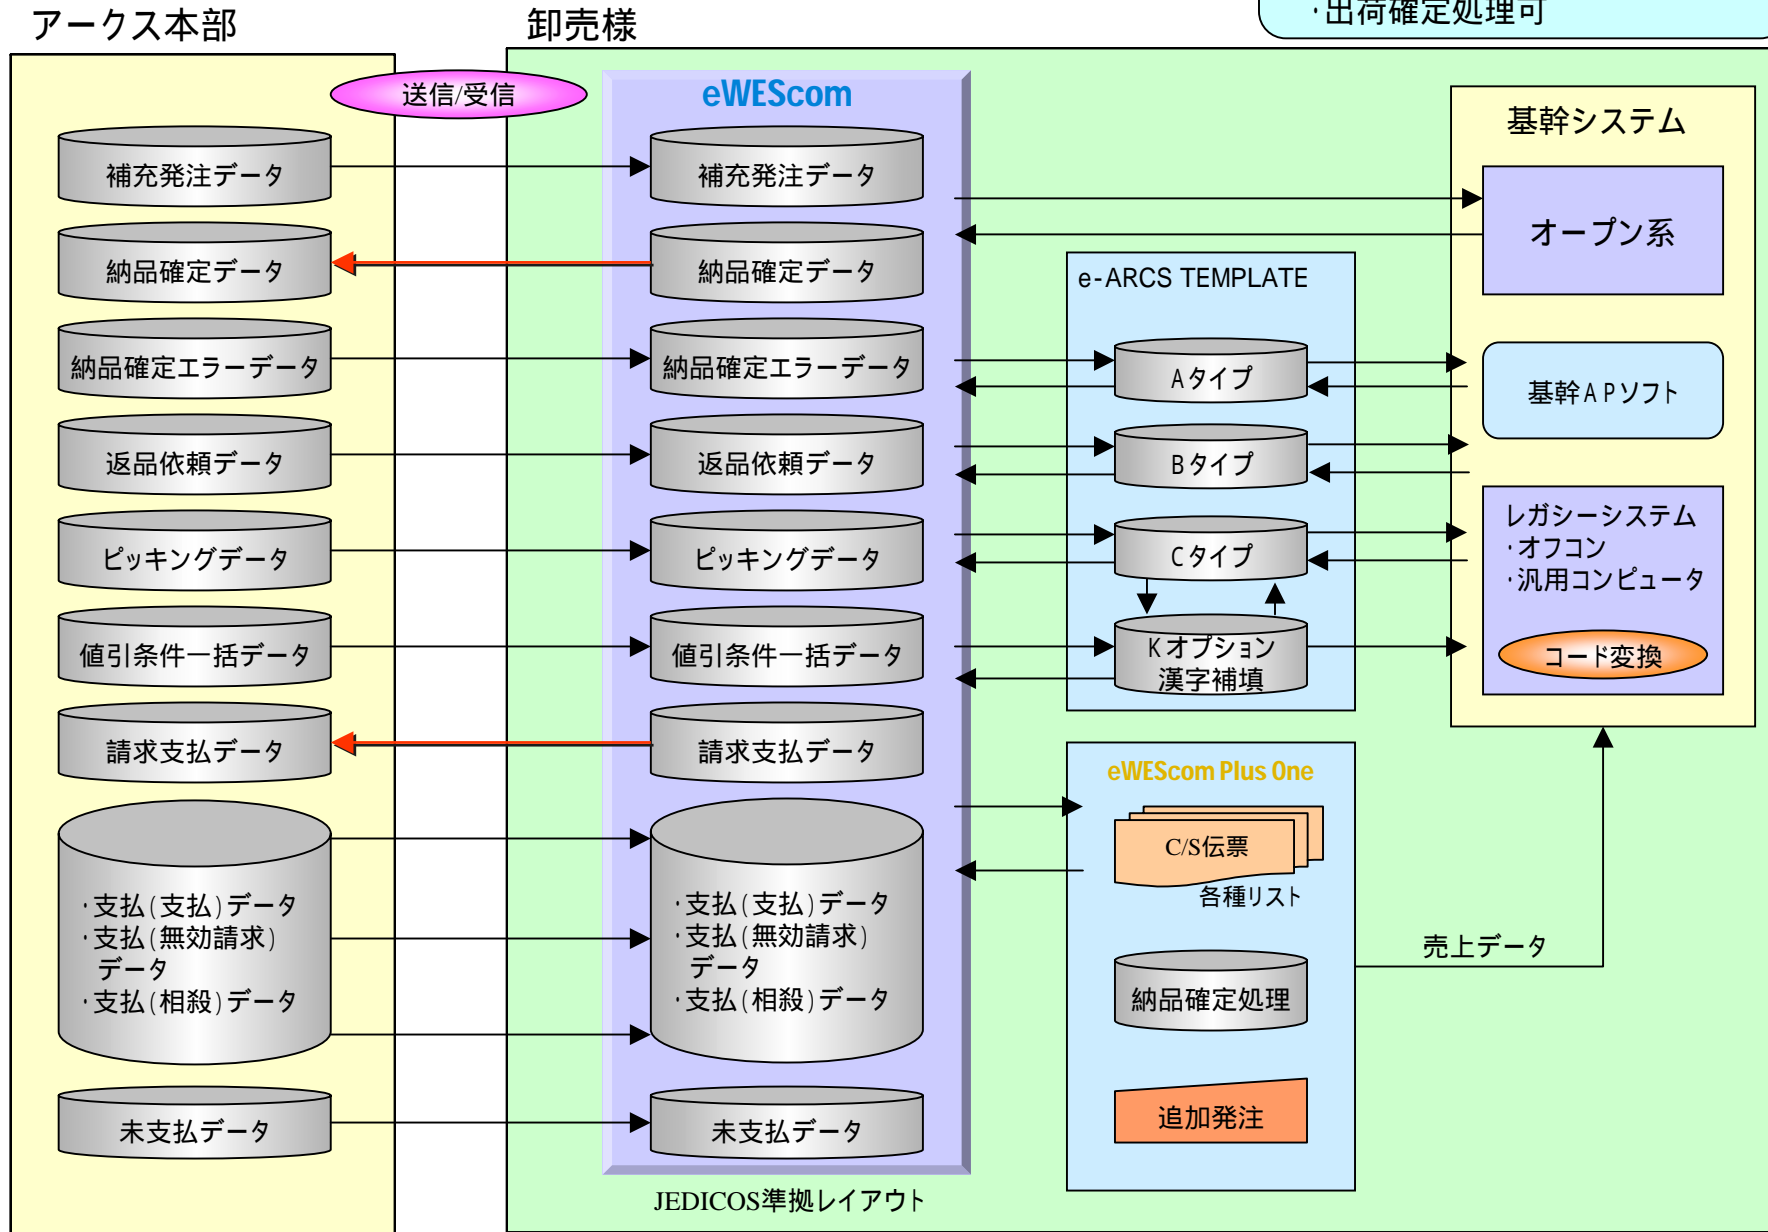 ・出荷確定処理可
アークス本部
卸売様
送信/受信
eWEScom
補充発注データ
納品確定データ
納品確定エラーデータ
返品依頼データ
ピッキングデータ
値引条件一括データ
請求支払データ
・支払(支払)データ
・支払(無効請求)
データ
・支払(相殺)データ
未支払データ
補充発注データ
納品確定データ
納品確定エラーデータ
返品依頼データ
ピッキングデータ
値引条件一括データ
請求支払データ
・支払(支払)データ
・支払(無効請求)
データ
・支払(相殺)データ
未支払データ
JEDICOS準拠レイアウト
e-ARCS TEMPLATE
Aタイプ
Bタイプ
Cタイプ
Kオプション
漢字補填
eWEScom Plus One
C/S伝票
各種リスト
納品確定処理
追加発注
売上データ
基幹システム
オープン系
基幹APソフト
レガシーシステム
・オフコン
・汎用コンピュータ
コード変換